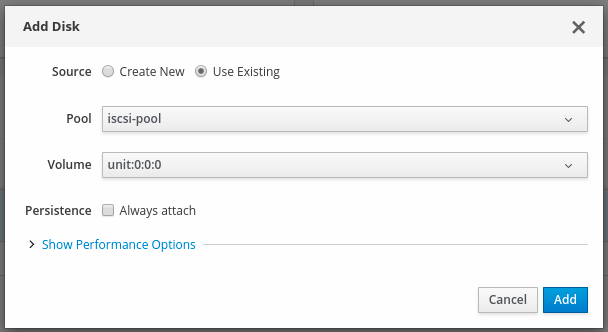 Add Disk
Source Create New Use Existing
Pool iscsi-pool
Volume unit:0:0:0
Persistence Always attach
Show Performance Options
Cancel Add